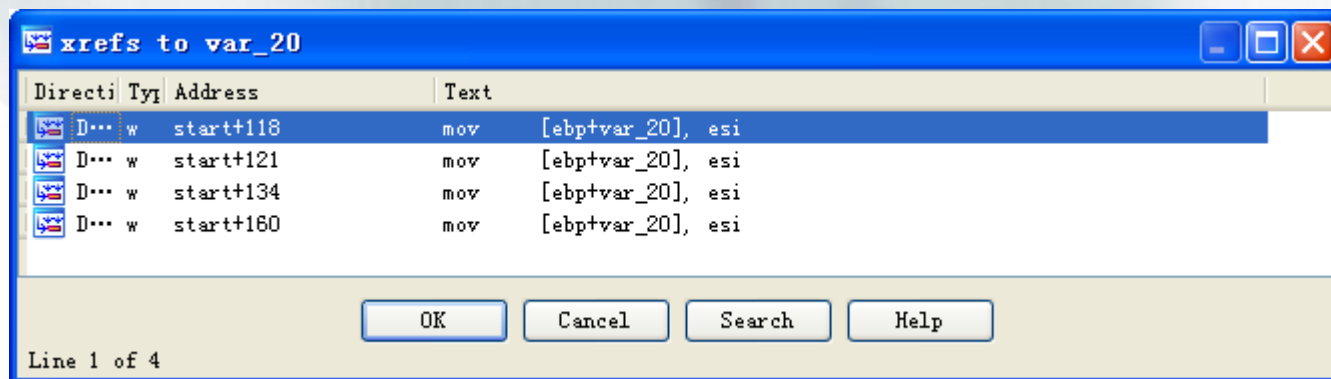 xrefs to var_20
Directi Typ Address Text
D... w start+118 mov [ebp+var_20], esi
D... w start+121 mov [ebp+var_20], esi
D... w start+134 mov [ebp+var_20], esi
D... w start+160 mov [ebp+var_20], esi
OK Cancel Search Help
Line 1 of 4